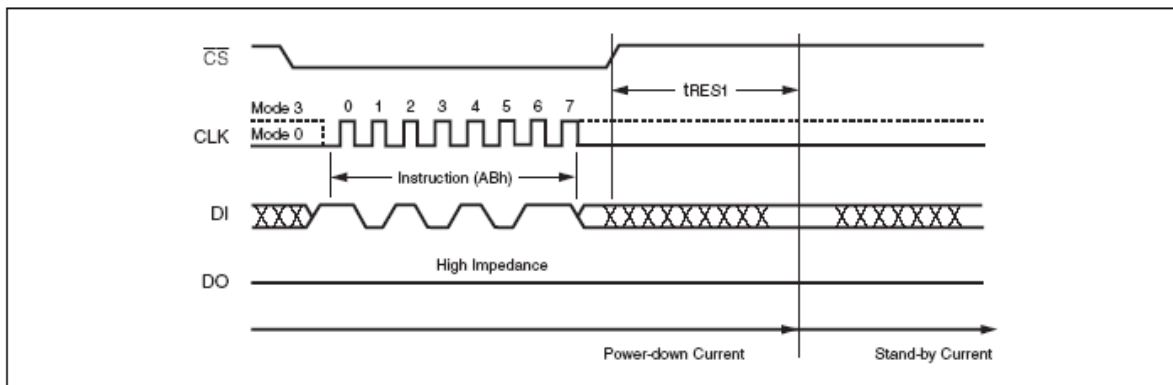 CS
tRES1
Mode 3 0 1 2 3 4 5 6 7
CLK Mode 0
Instruction (ABh)
DI
High Impedance
DO
Power-down Current Stand-by Current